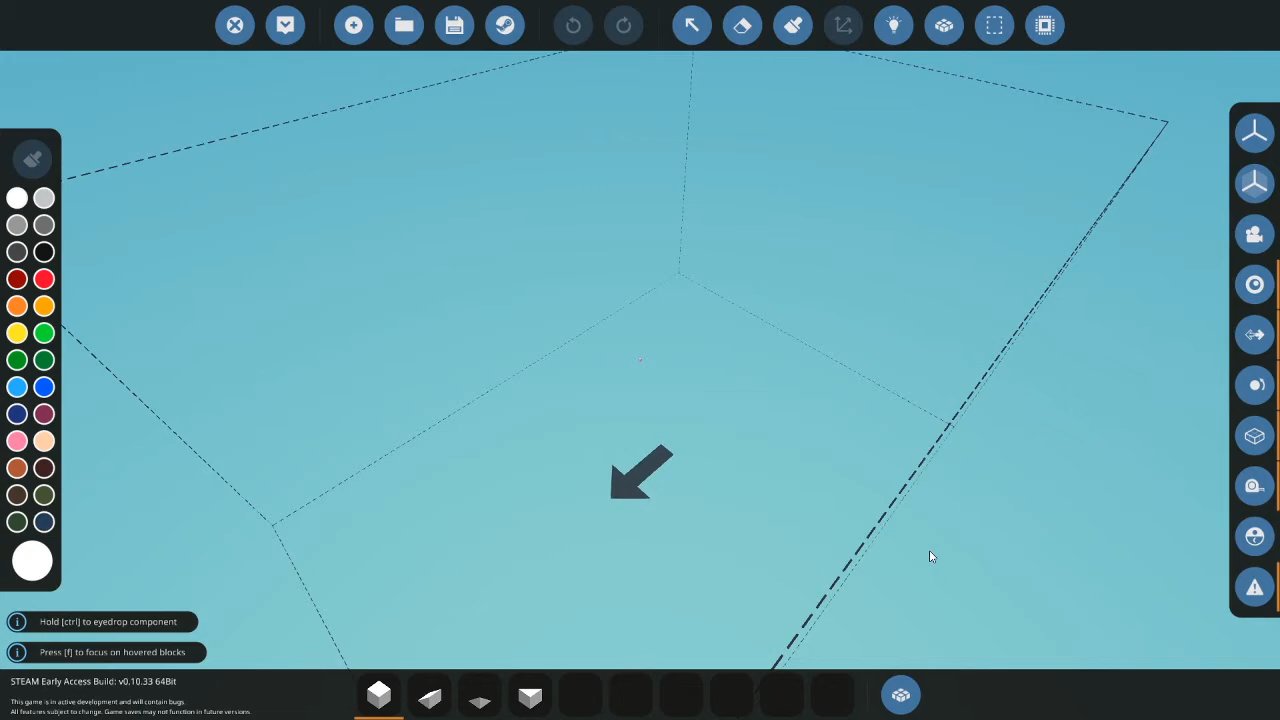 Hold [ctrl] to eyedrop component
Press [f] to focus on hovered blocks
STEAM Early Access Build: v0.10.33 64Bit
This game is in active development and will contain bugs.
All features subject to change. Game saves may not function in future versions.